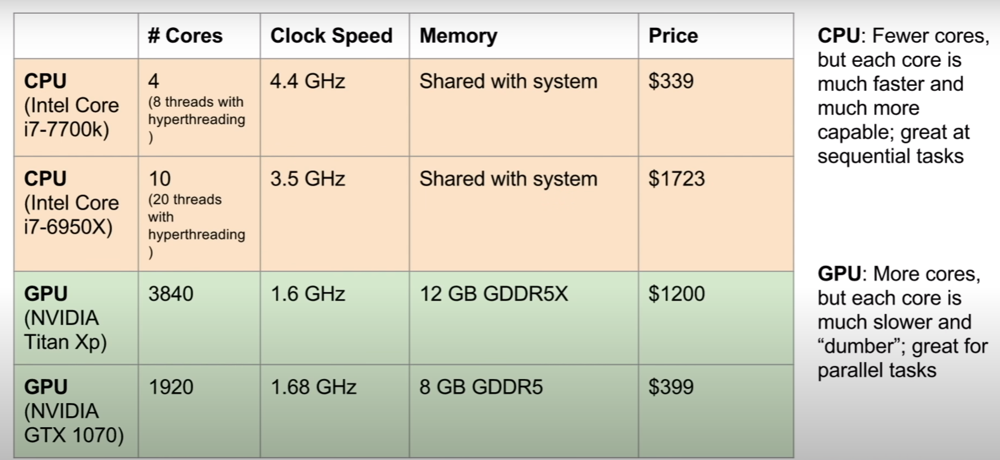 # Cores
Clock Speed
Memory
Price
CPU
(Intel Core
i7-7700k)
4
(8 threads with
hyperthreading
)
4.4 GHz
Shared with system
$339
CPU
(Intel Core
i7-6950X)
10
(20 threads
with
hyperthreading
)
3.5 GHz
Shared with system
$1723
GPU
(NVIDIA
Titan Xp)
3840
1.6 GHz
12 GB GDDR5X
$1200
GPU
(NVIDIA
GTX 1070)
1920
1.68 GHz
8 GB GDDR5
$399
CPU: Fewer cores,
but each core is
much faster and
much more
capable; great at
sequential tasks
GPU: More cores,
but each core is
much slower and
“dumber”; great for
parallel tasks